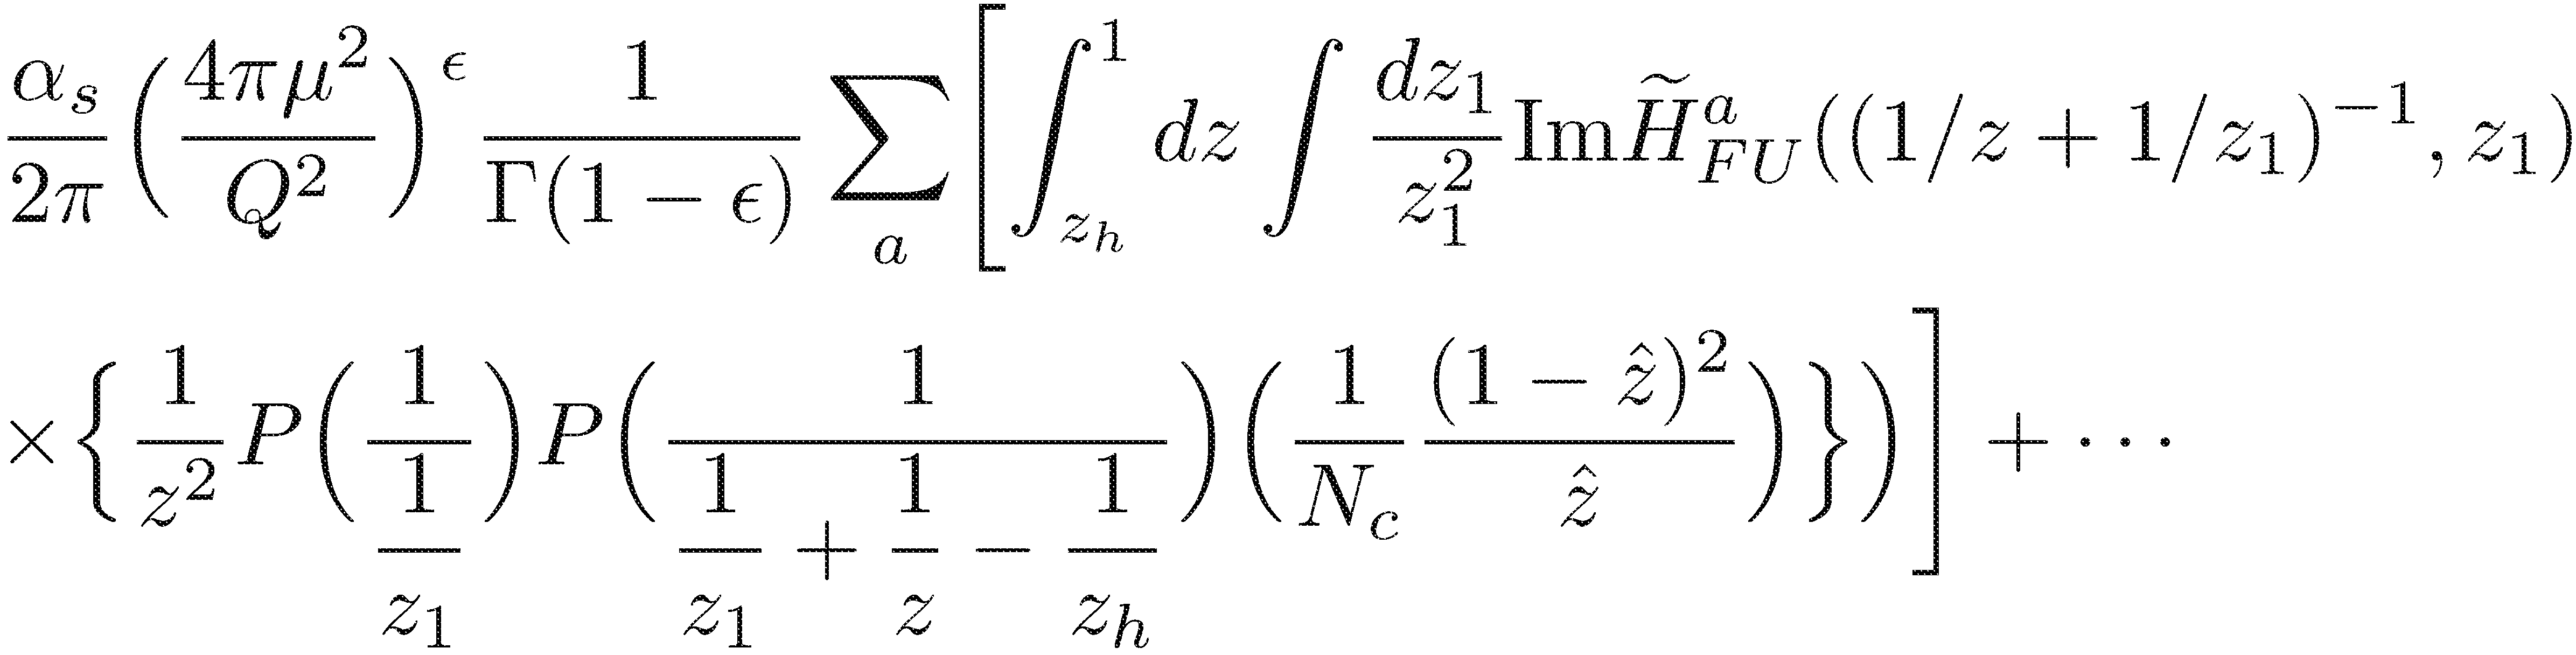 \frac{\alpha_s}{2\pi} \Big( \frac{4\pi\mu^2}{Q^2} \Big)^\epsilon \frac{1}{\Gamma(1-\epsilon)} \sum_a \Bigg[ \int_{z_h}^1 dz \int \frac{dz_1}{z_1^2} \mathrm{Im} \widetilde{H}_{FU}^a ((1/z + 1/z_1)^{-1}, z_1)
\times \Big\{ \frac{1}{z^2} P \Big( \frac{1}{\frac{1}{z_1}} \Big) P \Big( \frac{1}{\frac{1}{z_1} + \frac{1}{z} - \frac{1}{z_h}} \Big) \Big( \frac{1}{N_c} \frac{(1-\hat{z})^2}{\hat{z}} \Big) \Big\} \Big) \Bigg] + \cdots